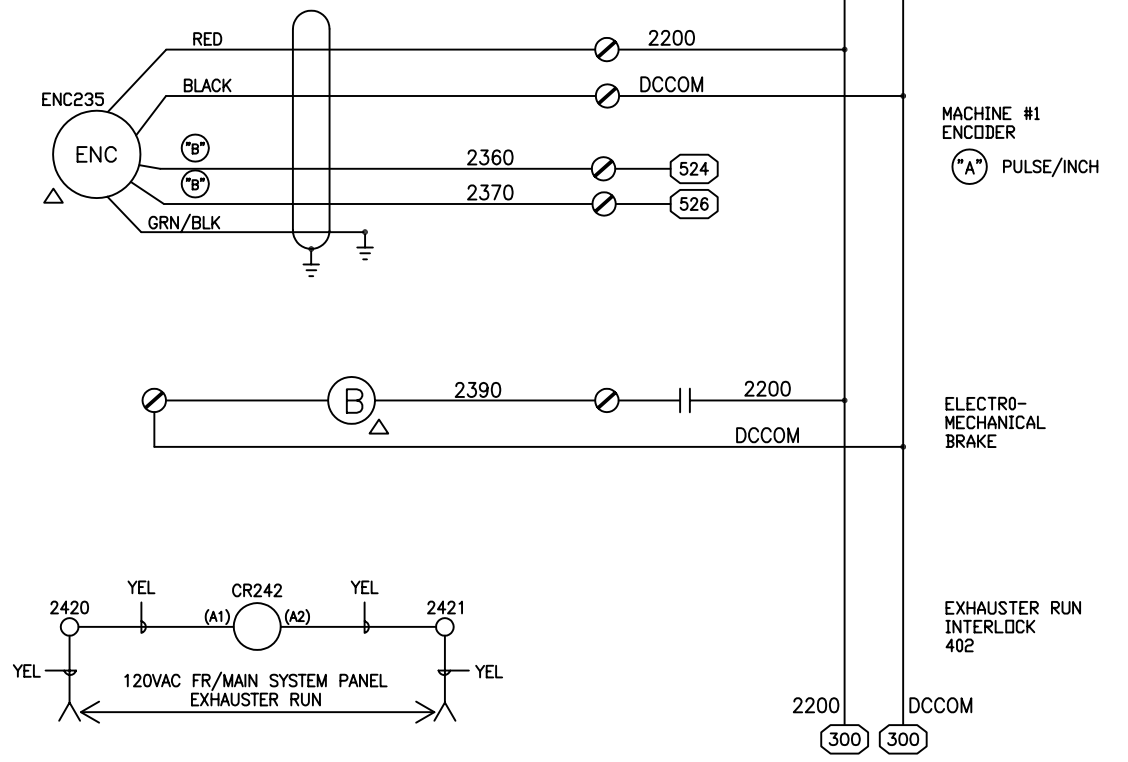 RED
2200
BLACK
DCCOM
ENC235
MACHINE #1
ENCODER
ENC
"B"
2360
524
"A" PULSE/INCH
"B"
2370
526
GRN/BLK
B
2390
2200
ELECTRO-
MECHANICAL
BRAKE
DCCOM
YEL
CR242
YEL
2420
(A1)
(A2)
2421
EXHAUSTER RUN
INTERLOCK
402
YEL
YEL
120VAC FR/MAIN SYSTEM PANEL
EXHAUSTER RUN
2200
DCCOM
300
300